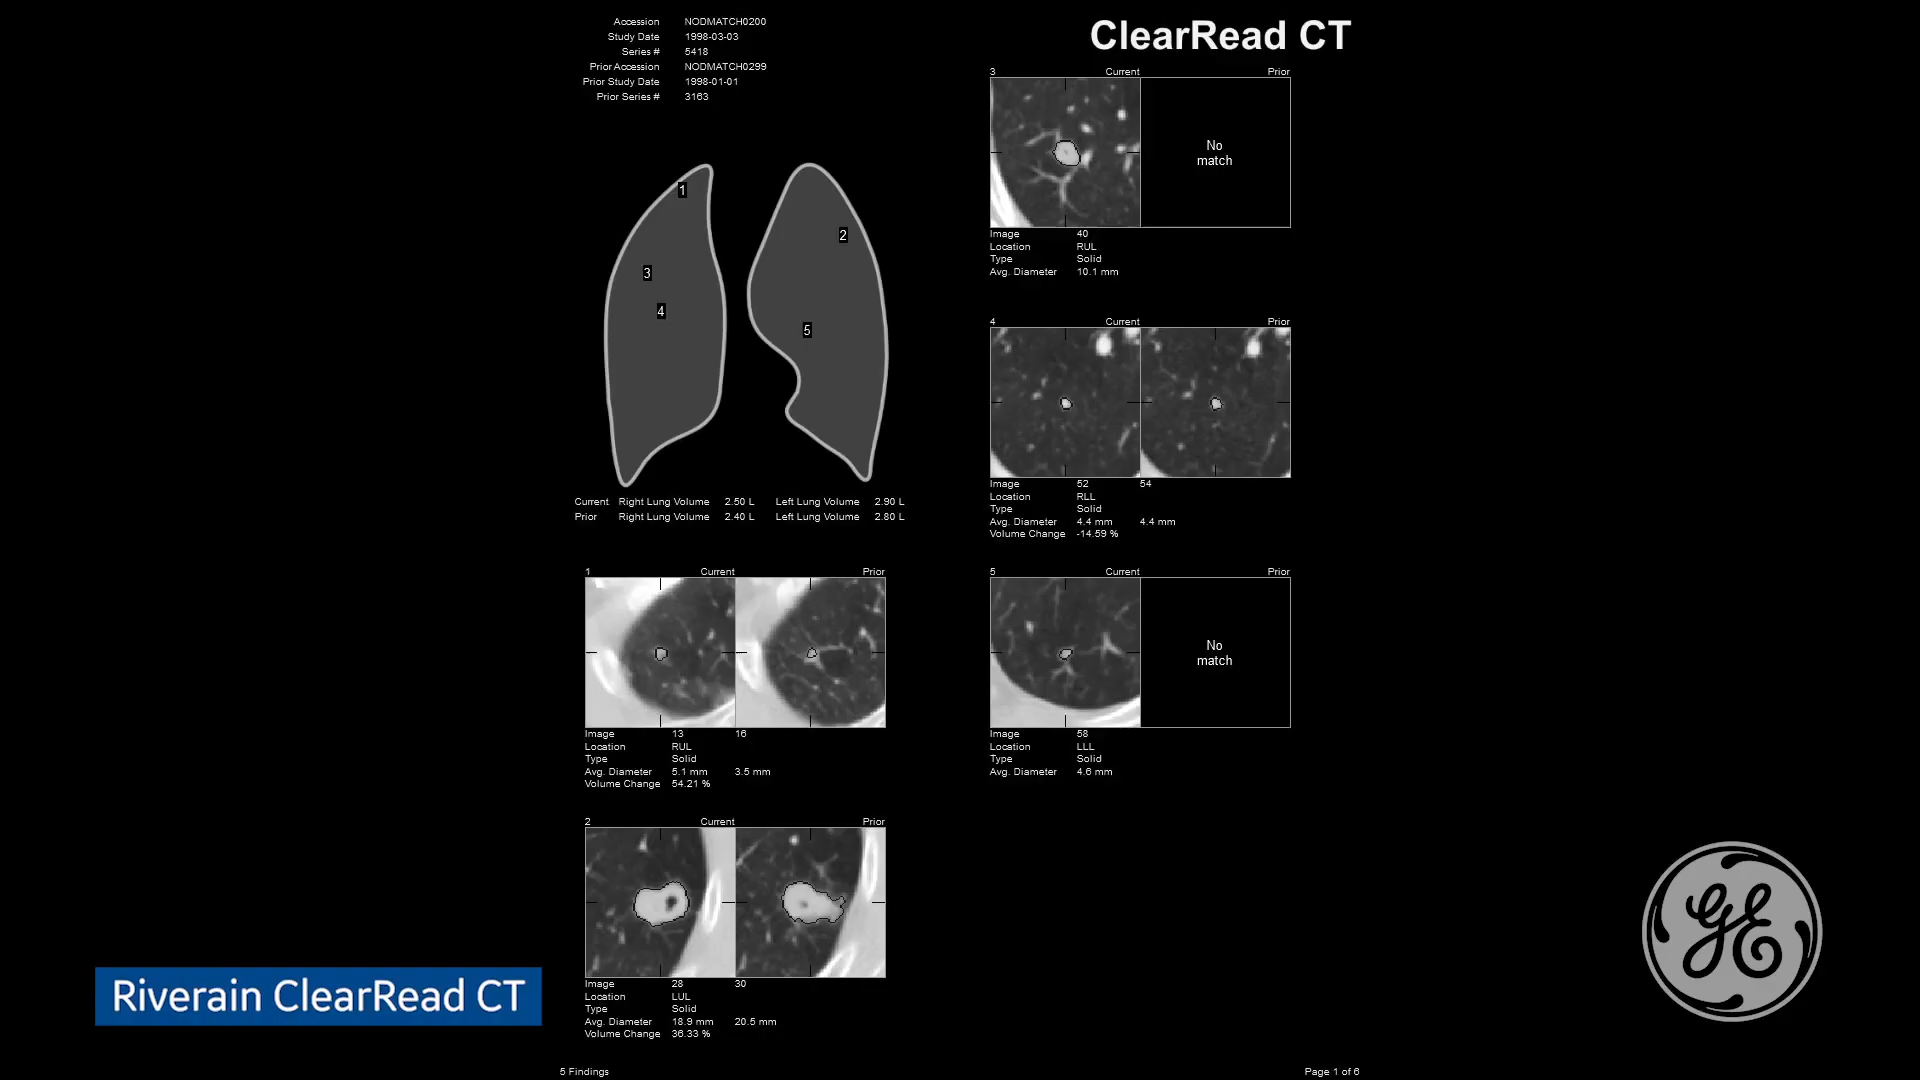 Accession NODMATCH0200
Study Date 1998-03-03
Series # 5418
Prior Accession NODMATCH0299
Prior Study Date 1998-01-01
Prior Series # 3163
1
2
3
4
5
Current Right Lung Volume 2.50 L Left Lung Volume 2.90 L
Prior Right Lung Volume 2.40 L Left Lung Volume 2.80 L
1 Current Prior
Image 13 16
Location RUL
Type Solid
Avg. Diameter 5.1 mm 3.5 mm
Volume Change 54.21 %
2 Current Prior
Image 28 30
Location LUL
Type Solid
Avg. Diameter 18.9 mm 20.5 mm
Volume Change 36.33 %
ClearRead CT
3 Current Prior
No
match
Image 40
Location RUL
Type Solid
Avg. Diameter 10.1 mm
4 Current Prior
Image 52 54
Location RLL
Type Solid
Avg. Diameter 4.4 mm 4.4 mm
Volume Change -14.59 %
5 Current Prior
No
match
Image 58
Location LLL
Type Solid
Avg. Diameter 4.6 mm
Riverain ClearRead CT
GE
5 Findings
Page 1 of 6